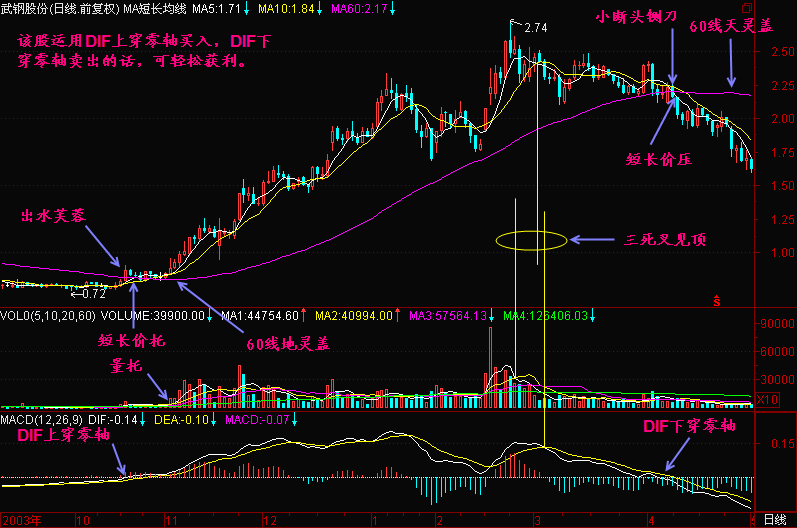 武钢股份(日线.前复权) MA短长均线 MA5:1.71↓ MA10:1.84↓ MA60:2.17↓
该股运用DIF上穿零轴买入，DIF下
穿零轴卖出的话，可轻松获利。
小断头铡刀
60线天灵盖
2.74
2.50
2.25
2.00
1.75
1.50
1.25
1.00
短长价压
出水芙蓉
三死叉见顶
←0.72
ŝ
VOL0(5,10,20,60) VOLUME:39900.00↓ MA1:44754.60↑ MA2:40994.00↑ MA3:57564.13↓ MA4:126406.03↓
短长价托
60线地灵盖
量托
90000
60000
30000
X10
MACD(12,26,9) DIF:-0.14↓ DEA:-0.10↓ MACD:-0.07↓
DIF上穿零轴
DIF下穿零轴
0.15
2003年 10 11 12 1 2 3 4 日线